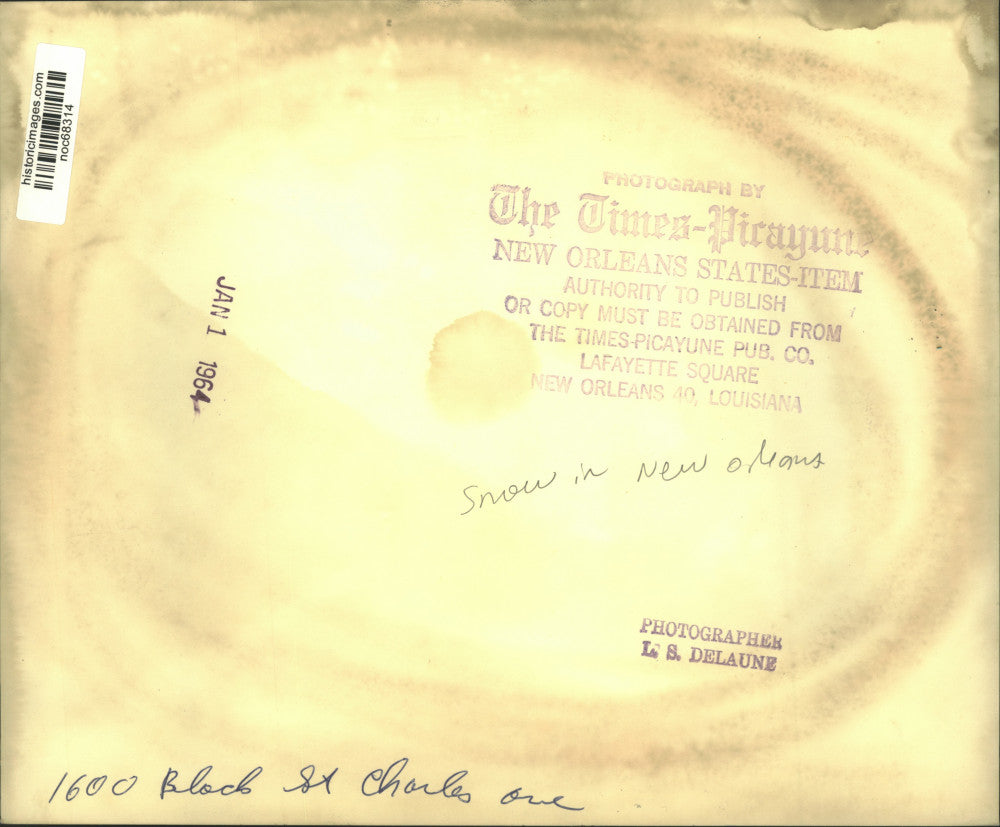 historicimages.com
noc68314
PHOTOGRAPH BY
The Times-Picayune
NEW ORLEANS STATES-ITEM
AUTHORITY TO PUBLISH
OR COPY MUST BE OBTAINED FROM
THE TIMES-PICAYUNE PUB. CO.
LAFAYETTE SQUARE
NEW ORLEANS 40, LOUISIANA
JAN 1 1964
Snow in New orleans
PHOTOGRAPHER
L. S. DELAUNE
1600 Block St Charles ave